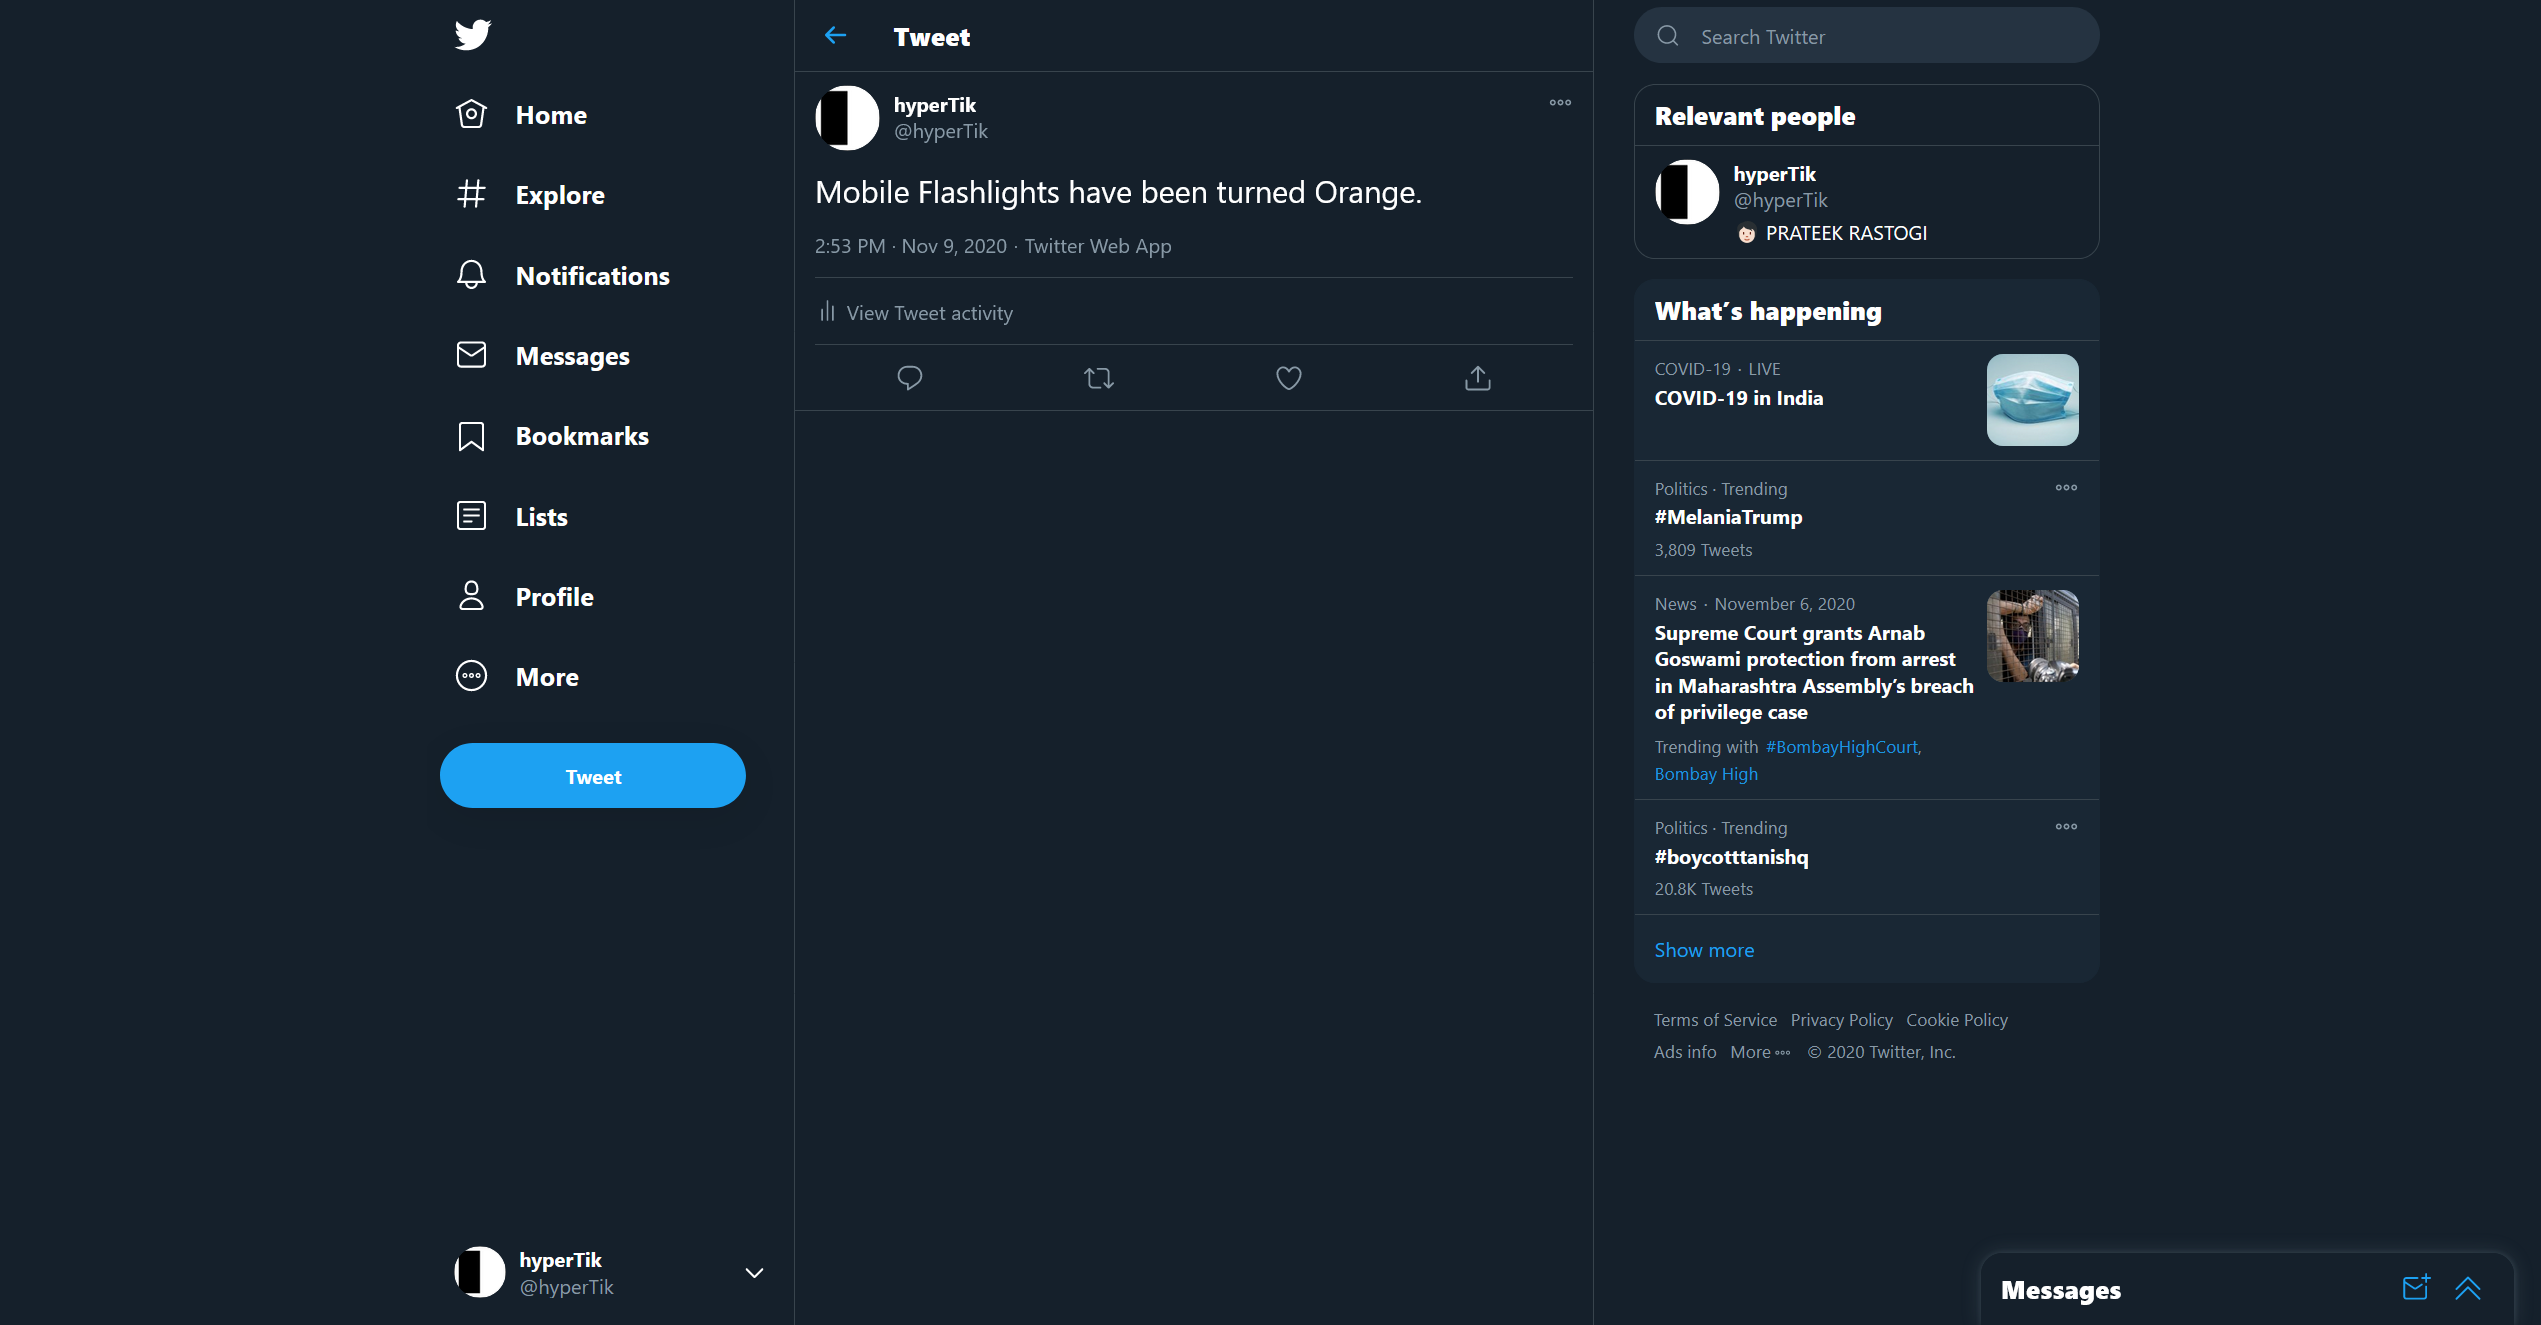 Home
Explore
Notifications
Messages
Bookmarks
Lists
Profile
More
Tweet
hyperTik
@hyperTik
Tweet
hyperTik
@hyperTik
Mobile Flashlights have been turned Orange.
2:53 PM · Nov 9, 2020 · Twitter Web App
View Tweet activity
Search Twitter
Relevant people
hyperTik
@hyperTik
PRATEEK RASTOGI
What's happening
COVID-19 · LIVE
COVID-19 in India
Politics · Trending
#MelaniaTrump
3,809 Tweets
News · November 6, 2020
Supreme Court grants Arnab
Goswami protection from arrest
in Maharashtra Assembly's breach
of privilege case
Trending with #BombayHighCourt,
Bombay High
Politics · Trending
#boycotttanishq
20.8K Tweets
Show more
Terms of Service Privacy Policy Cookie Policy
Ads info More © 2020 Twitter, Inc.
Messages